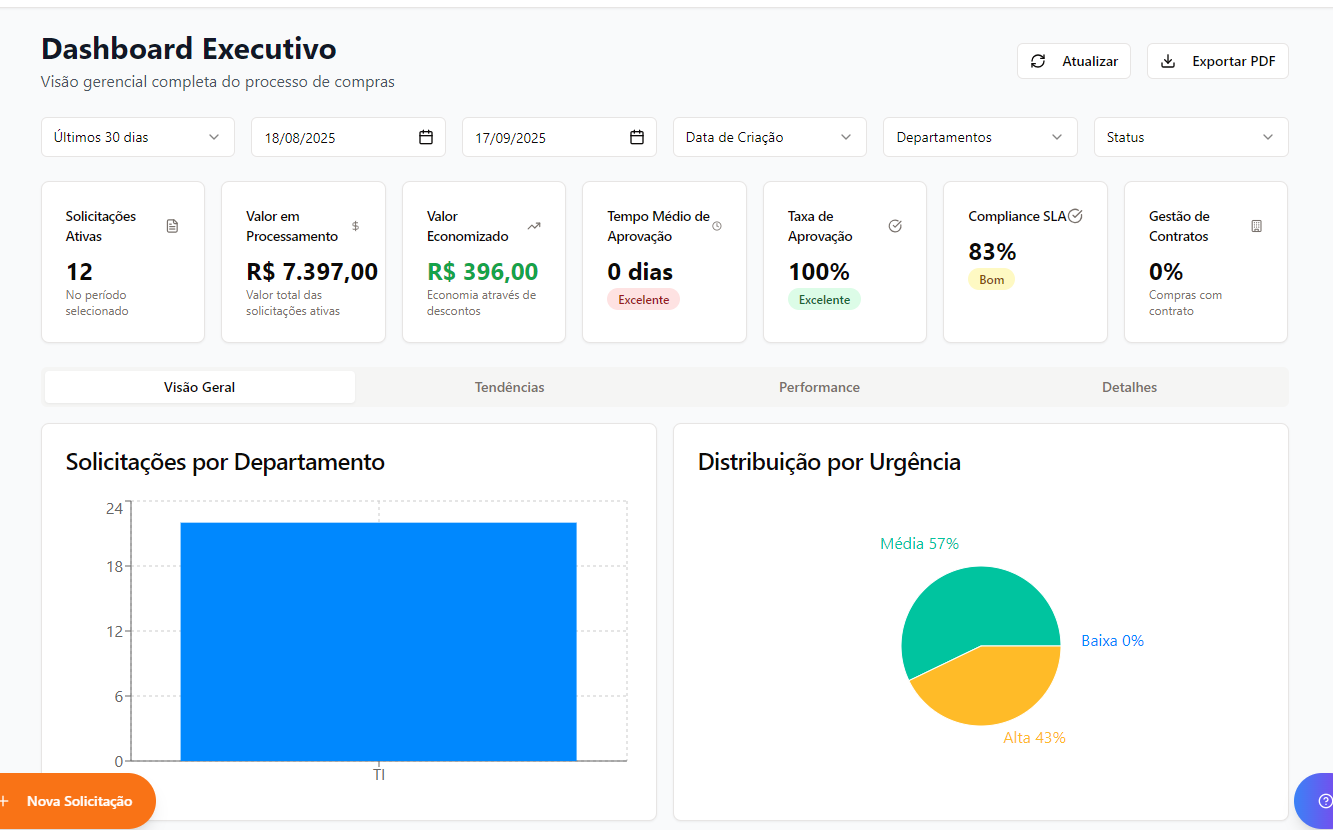 Dashboard Executivo
Visão gerencial completa do processo de compras
Atualizar
Exportar PDF
Últimos 30 dias
18/08/2025
17/09/2025
Data de Criação
Departamentos
Status
Solicitações
Ativas
12
No período
selecionado
Valor em
Processamento
$
R$ 7.397,00
Valor total das
solicitações ativas
Valor
Economizado
R$ 396,00
Economia através de
descontos
Tempo Médio de
Aprovação
0 dias
Excelente
Taxa de
Aprovação
100%
Excelente
Compliance SLA
83%
Bom
Gestão de
Contratos
0%
Compras com
contrato
Visão Geral
Tendências
Performance
Detalhes
Solicitações por Departamento
24
18
12
6
0
TI
Distribuição por Urgência
Média 57%
Baixa 0%
Alta 43%
+ Nova Solicitação
?